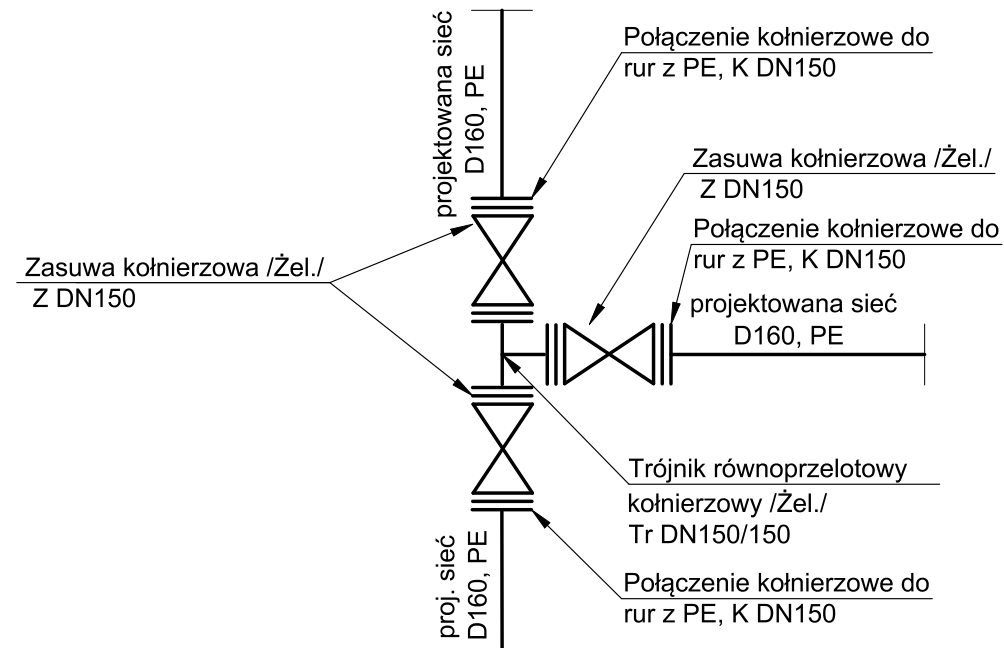 projektowana sieć
D160, PE
Połączenie kołnierzowe do
rur z PE, K DN150
Zasuwa kołnierzowa /Żel./
Z DN150
Połączenie kołnierzowe do
rur z PE, K DN150
Zasuwa kołnierzowa /Żel./
Z DN150
projektowana sieć
D160, PE
Trójnik równoprzelotowy
kołnierzowy /Żel./
Tr DN150/150
proj. sieć
D160, PE
Połączenie kołnierzowe do
rur z PE, K DN150